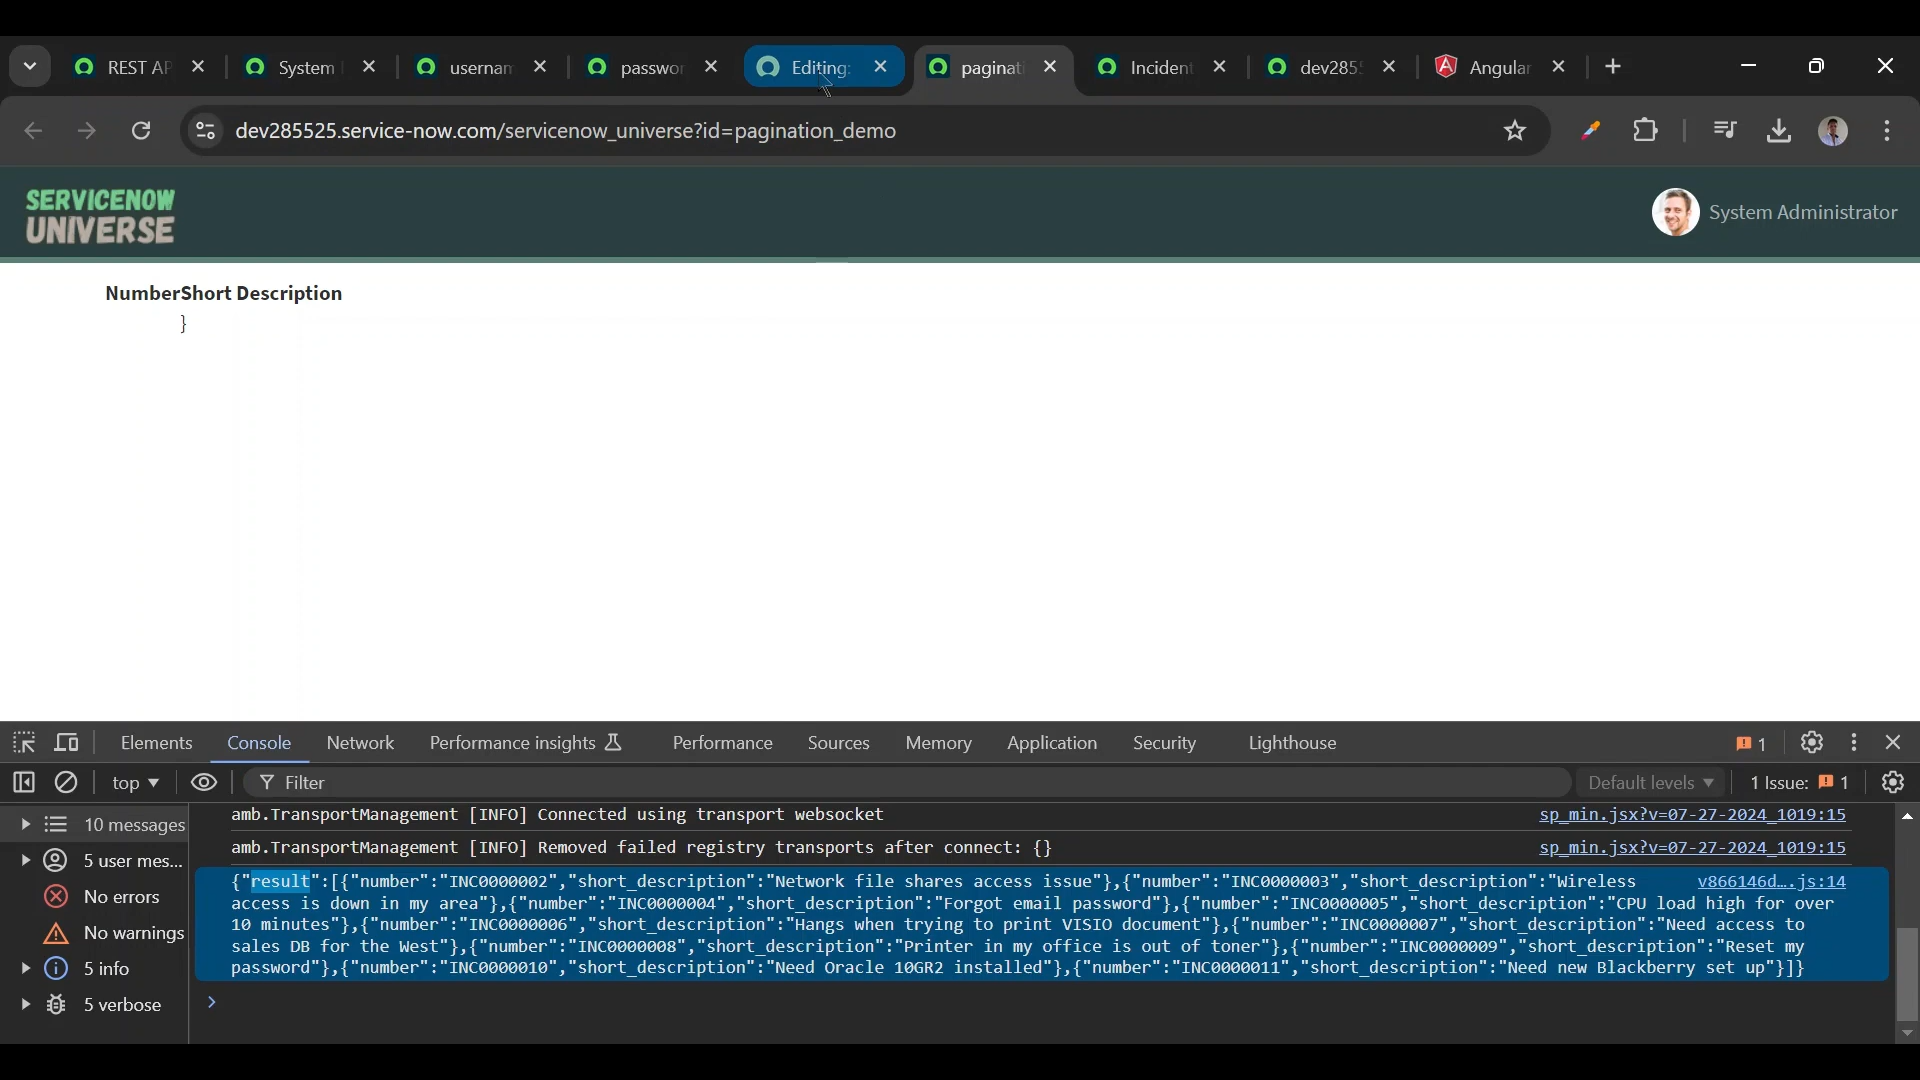 REST AP
System
usernam
passwor
Editing:
paginati
Incident
dev2855
Angular
dev285525.service-now.com/servicenow_universe?id=pagination_demo
SERVICENOW
UNIVERSE
System Administrator
NumberShort Description
}
Elements Console Network Performance insights Performance Sources Memory Application Security Lighthouse 1
top Filter Default levels 1 Issue: 1
10 messages
5 user mes...
No errors
No warnings
5 info
5 verbose
amb.TransportManagement [INFO] Connected using transport websocket sp_min.jsx?v=07-27-2024_1019:15
amb.TransportManagement [INFO] Removed failed registry transports after connect: {} sp_min.jsx?v=07-27-2024_1019:15
{"result":[{"number":"INC0000002","short_description":"Network file shares access issue"},{"number":"INC0000003","short_description":"Wireless v866146d….js:14
access is down in my area"},{"number":"INC0000004","short_description":"Forgot email password"},{"number":"INC0000005","short_description":"CPU load high for over
10 minutes"},{"number":"INC0000006","short_description":"Hangs when trying to print VISIO document"},{"number":"INC0000007","short_description":"Need access to
sales DB for the West"},{"number":"INC0000008","short_description":"Printer in my office is out of toner"},{"number":"INC0000009","short_description":"Reset my
password"},{"number":"INC0000010","short_description":"Need Oracle 10GR2 installed"},{"number":"INC0000011","short_description":"Need new Blackberry set up"}]}